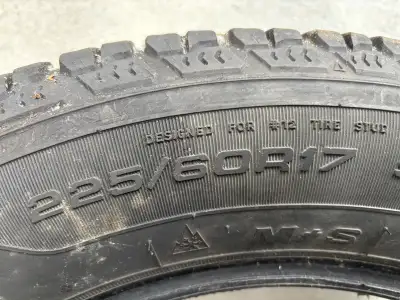 DESIGNED FOR #12 TIRE STUD
225/60R17
M+S